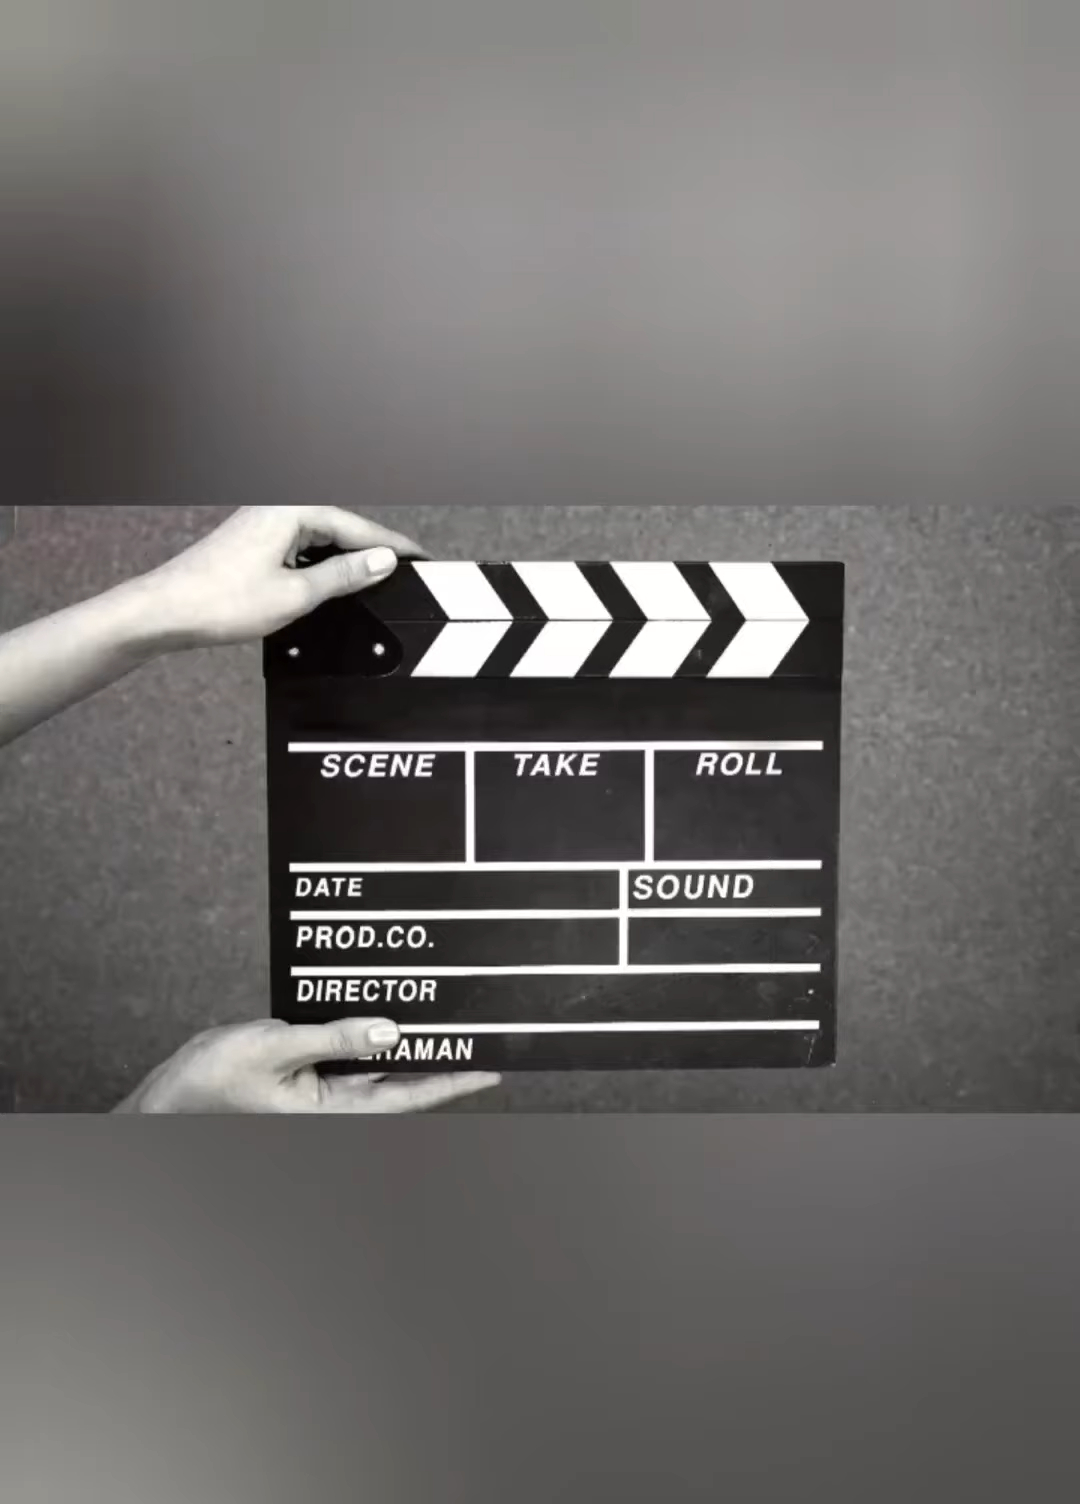 SCENE TAKE ROLL
DATE SOUND
PROD.CO.
DIRECTOR